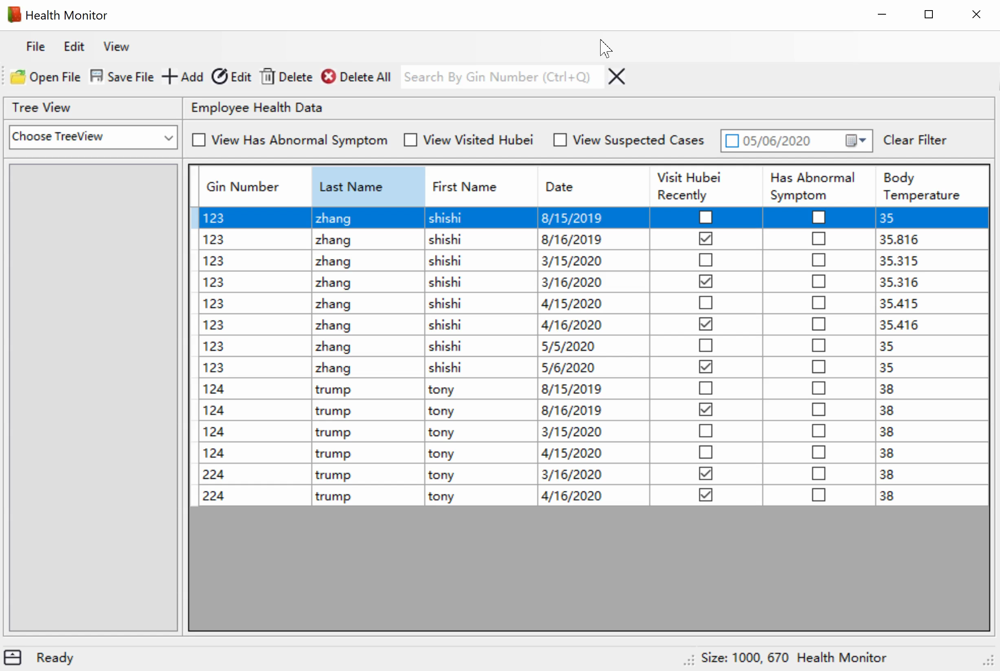 Health Monitor
File Edit View
Open File Save File Add Edit Delete Delete All Search By Gin Number (Ctrl+Q)
Tree View Employee Health Data
Choose TreeView View Has Abnormal Symptom View Visited Hubei View Suspected Cases 05/06/2020 Clear Filter
Gin Number Last Name First Name Date Visit Hubei Recently Has Abnormal Symptom Body Temperature
123 zhang shishi 8/15/2019 35
123 zhang shishi 8/16/2019 35.816
123 zhang shishi 3/15/2020 35.315
123 zhang shishi 3/16/2020 35.316
123 zhang shishi 4/15/2020 35.415
123 zhang shishi 4/16/2020 35.416
123 zhang shishi 5/5/2020 35
123 zhang shishi 5/6/2020 35
124 trump tony 8/15/2019 38
124 trump tony 8/16/2019 38
124 trump tony 3/15/2020 38
124 trump tony 4/15/2020 38
224 trump tony 3/16/2020 38
224 trump tony 4/16/2020 38
Ready Size: 1000, 670 Health Monitor